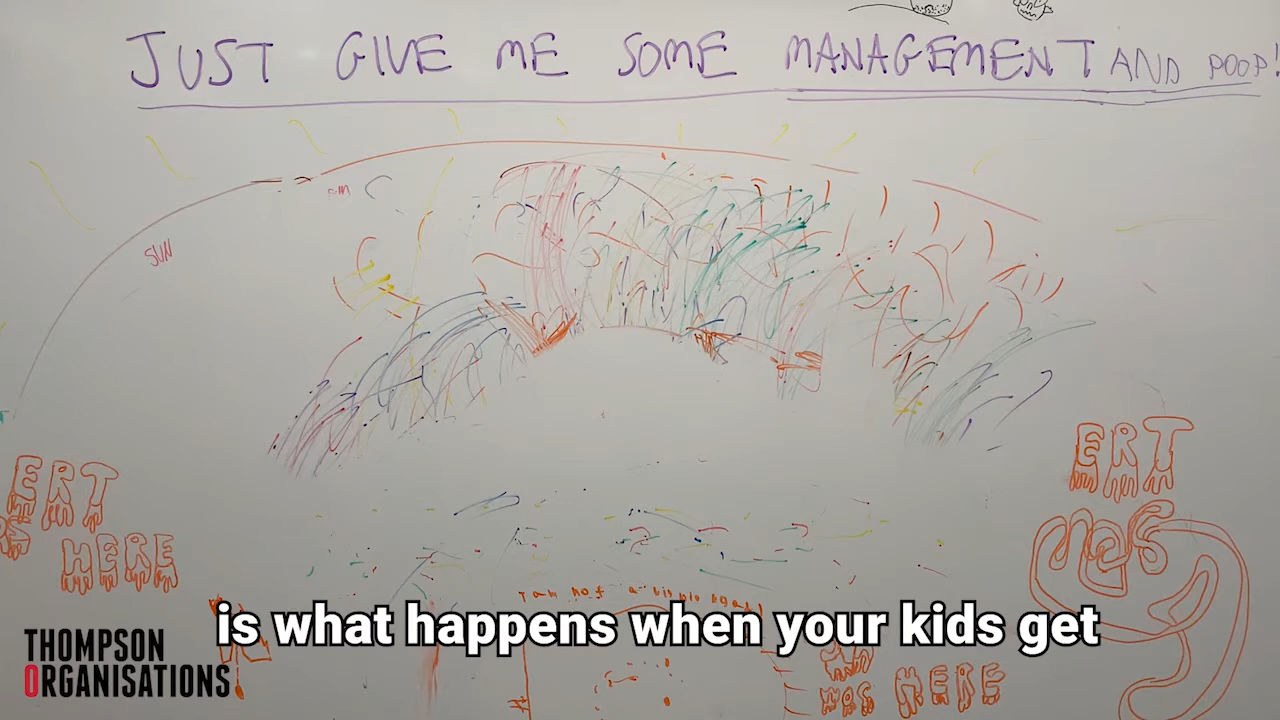 JUST GIVE ME SOME MANAGEMENT AND POOP!
SUN
ERT
HERE
ERT
WAS
is what happens when your kids get
THOMPSON
ORGANISATIONS
WAS HERE